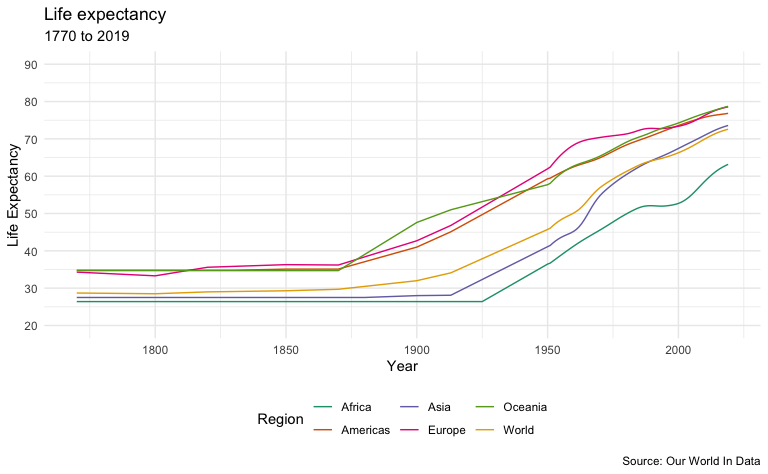 Life expectancy
1770 to 2019
Life Expectancy
90
80
70
60
50
40
30
20
1800 1850 1900 1950 2000
Year
Region
Africa Asia Oceania
Americas Europe World
Source: Our World In Data